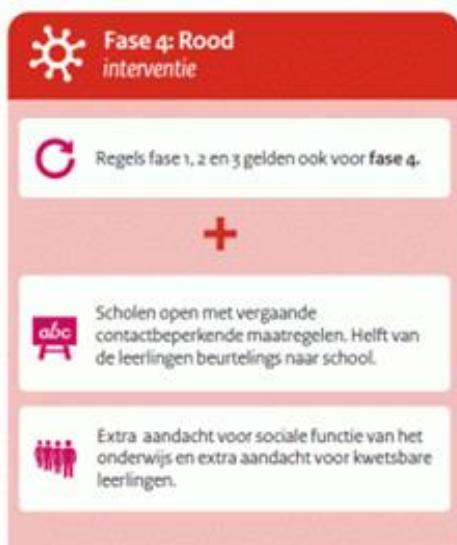 Fase 4: Rood
interventie
Regels fase 1, 2 en 3 gelden ook voor fase 4.
abc
Scholen open met vergaande
contactbeperkende maatregelen. Helft van
de leerlingen beurtelings naar school.
Extra aandacht voor sociale functie van het
onderwijs en extra aandacht voor kwetsbare
leerlingen.